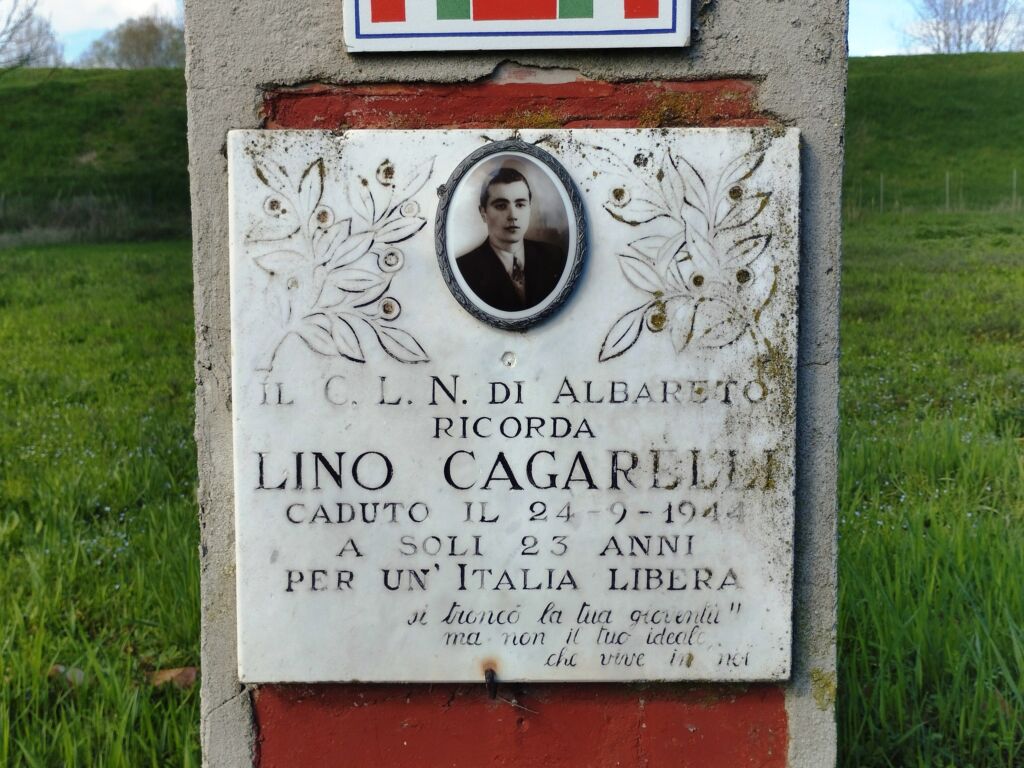 IL C. L. N. DI ALBARETO
RICORDA
LINO CAGARELLI
CADUTO IL 24-9-1944
A SOLI 23 ANNI
PER UN' ITALIA LIBERA
si troncò la tua gioventù"
ma non il tuo ideale,
che vive in noi